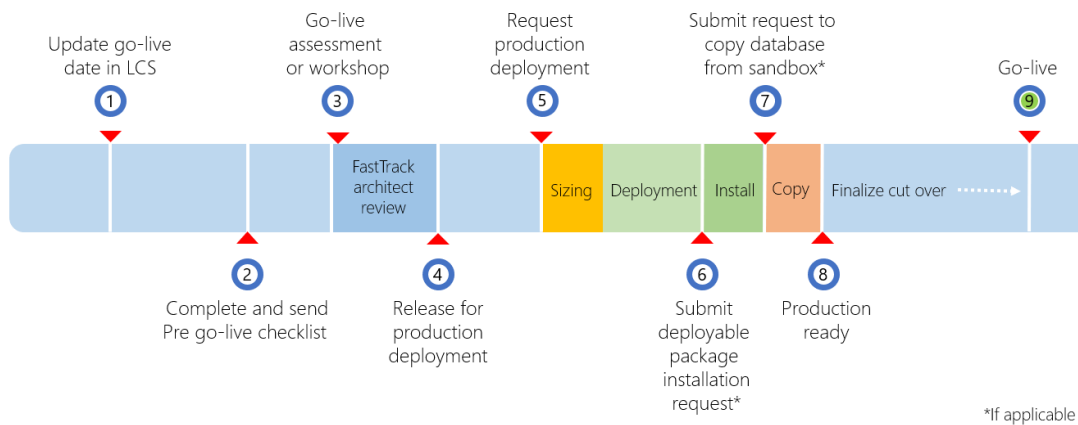 Update go-live
date in LCS
1
Go-live
assessment
or workshop
3
Request
production
deployment
5
Submit request to
copy database
from sandbox*
7
Go-live
9
FastTrack
architect
review
Sizing
Deployment
Install
Copy
Finalize cut over
2
Complete and send
Pre go-live checklist
4
Release for
production
deployment
6
Submit
deployable
package
installation
request*
8
Production
ready
*If applicable